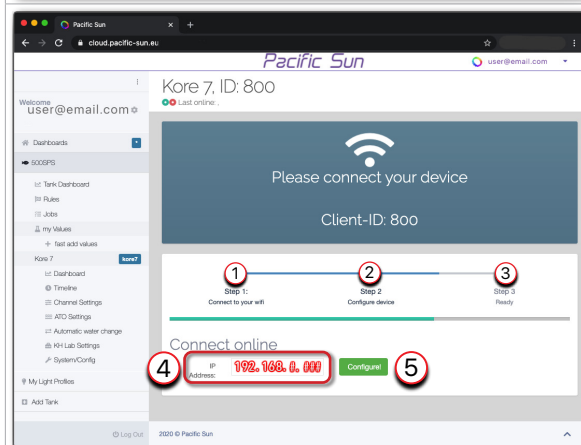 Pacific Sun
cloud.pacific-sun.eu
Pacific Sun
user@email.com
Welcome
user@email.com
Dashboards
500SPS
Tank Dashboard
Rules
Jobs
my Values
+ fast add values
Kore 7 kore7
Dashboard
Timeline
Channel Settings
ATO Settings
Automatic water change
KH Lab Settings
System/Config
My Light Profiles
Add Tank
Log Out
Kore 7, ID: 800
Last online: ,
Please connect your device
Client-ID: 800
1 2 3
Step 1: Step 2 Step 3
Connect to your wifi Configure device Ready
Connect online
4 IP Address: 192.168.#.### Configure! 5
2020 © Pacific Sun